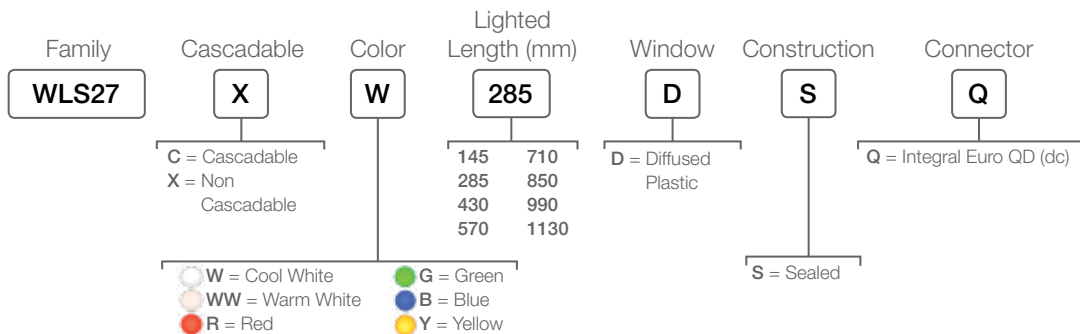 Family Cascadable Color Lighted Length (mm) Window Construction Connector
WLS27 X W 285 D S Q
C = Cascadable
X = Non
Cascadable
145 710
285 850
430 990
570 1130
D = Diffused
Plastic
Q = Integral Euro QD (dc)
W = Cool White G = Green
WW = Warm White B = Blue
R = Red Y = Yellow
S = Sealed